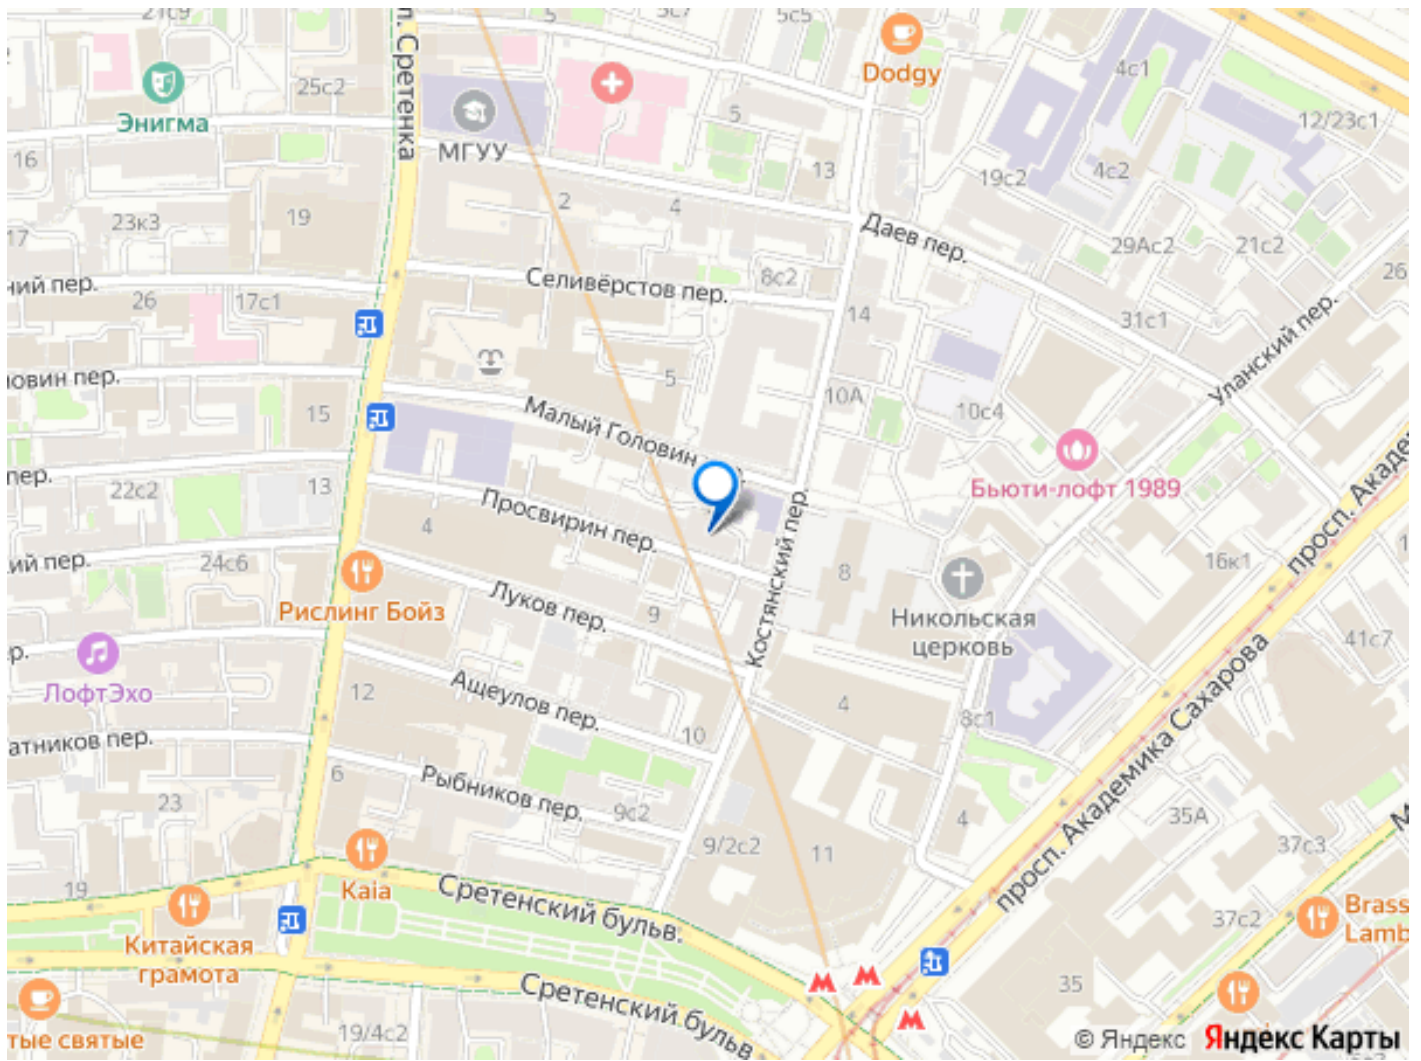 21с9
5
5с7
5с5
Dodgy
4с1
ул. Сретенка
25с2
Энигма
МГУУ
5
12/23с1
16
13
4с2
19с2
2
4
23к3
19
17
Даев пер.
29Ас2
21с2
26
ний пер.
Селивёрстов пер.
8с2
26
17с1
14
31с1
Уланский пер.
овин пер.
5
10А
10с4
15
Малый Головин
пер.
22с2
13
Бьюти-лофт 1989
Просвирин пер.
4
Костянский пер.
просп. Академ
ий пер.
24с6
16к1
8
Рислинг Бойз
Луков пер.
9
Никольская
церковь
41с7
р.
ЛофтЭхо
12
Ащеулов пер.
4
8с1
10
просп. Академика Сахарова
атников пер.
6
Рыбников пер.
23
9с2
4
35А
9/2с2
11
37с3
М
19
Kaia
Сретенский бульв.
37с2
Brass
Lamb
Китайская
грамота
35
Сретенский бульв
19/4с2
тые святые
© Яндекс Яндекс Карты